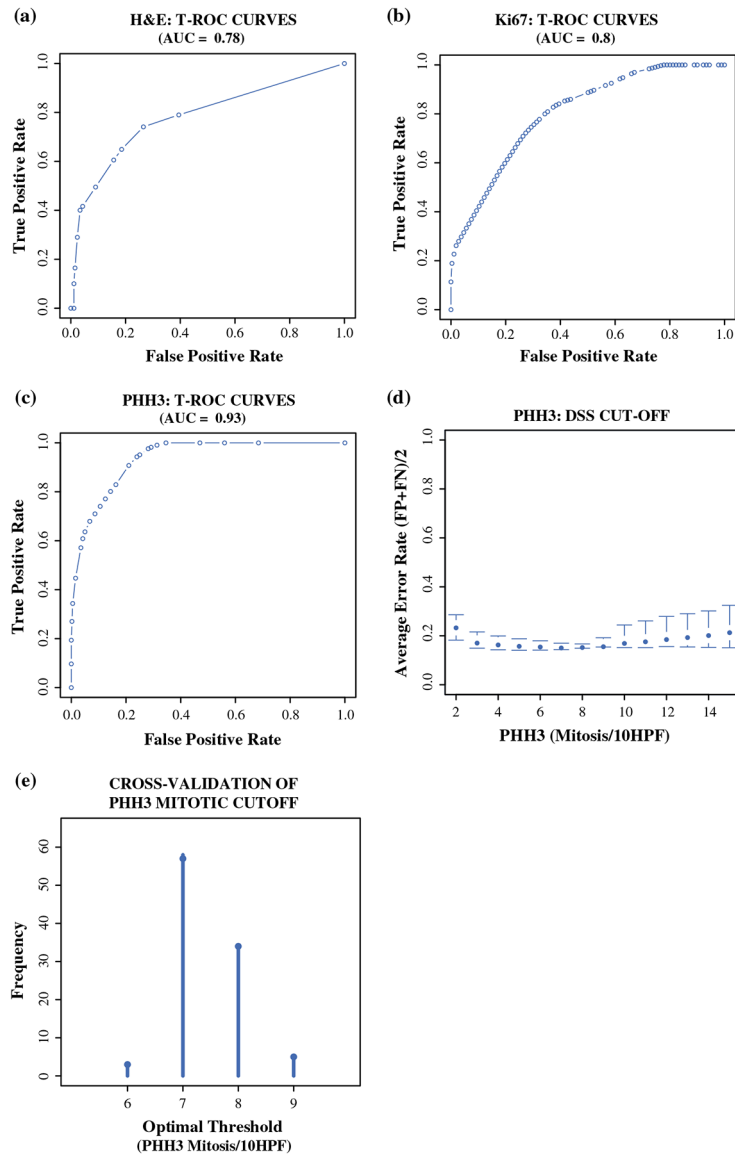 (a)
H&E: T-ROC CURVES
(AUC = 0.78)
True Positive Rate
1.0
0.8
0.6
0.4
0.2
0.0
0.0 0.2 0.4 0.6 0.8 1.0
False Positive Rate
(b)
Ki67: T-ROC CURVES
(AUC = 0.8)
True Positive Rate
1.0
0.8
0.6
0.4
0.2
0.0
0.0 0.2 0.4 0.6 0.8 1.0
False Positive Rate
(c)
PHH3: T-ROC CURVES
(AUC = 0.93)
True Positive Rate
1.0
0.8
0.6
0.4
0.2
0.0
0.0 0.2 0.4 0.6 0.8 1.0
False Positive Rate
(d)
PHH3: DSS CUT-OFF
Average Error Rate (FP+FN)/2
1.0
0.8
0.6
0.4
0.2
0.0
2 4 6 8 10 12 14
PHH3 (Mitosis/10HPF)
(e)
CROSS-VALIDATION OF
PHH3 MITOTIC CUTOFF
Frequency
60
50
40
30
20
10
0
6 7 8 9
Optimal Threshold
(PHH3 Mitosis/10HPF)